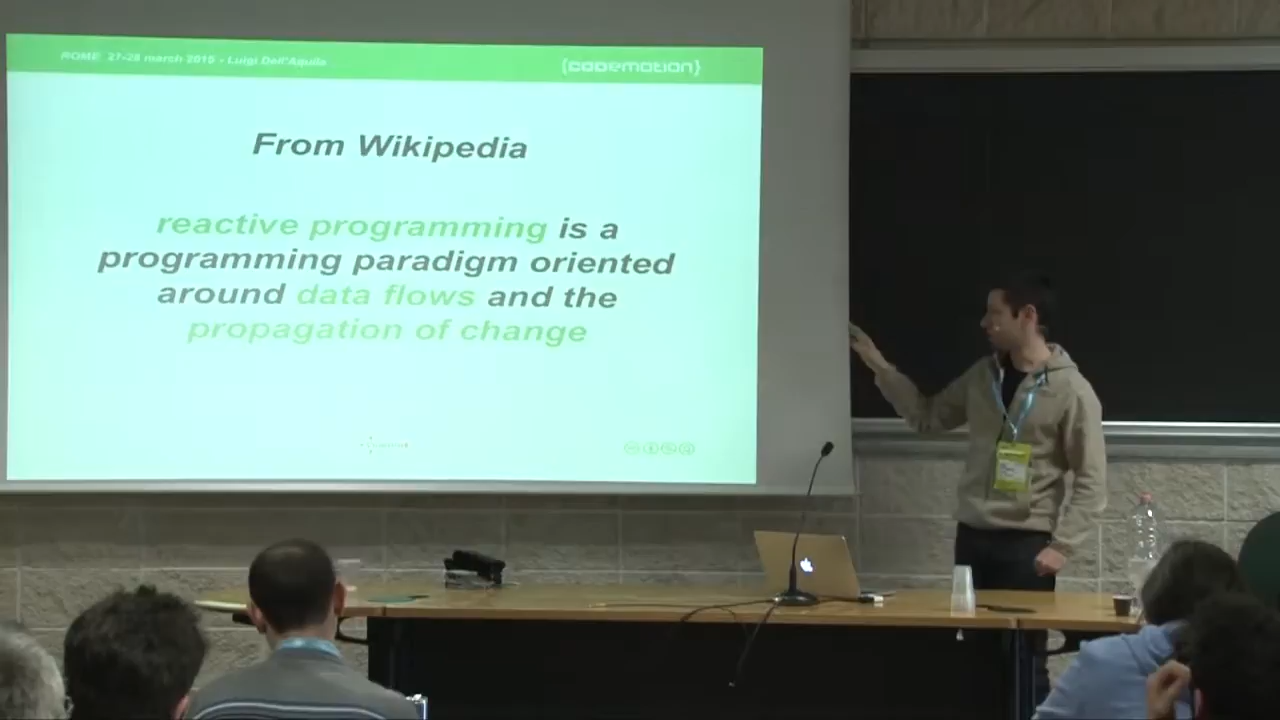 ROME 27-28 march 2015 - Luigi Dell'Aquila
{codemotion}
From Wikipedia
reactive programming is a
programming paradigm oriented
around data flows and the
propagation of change